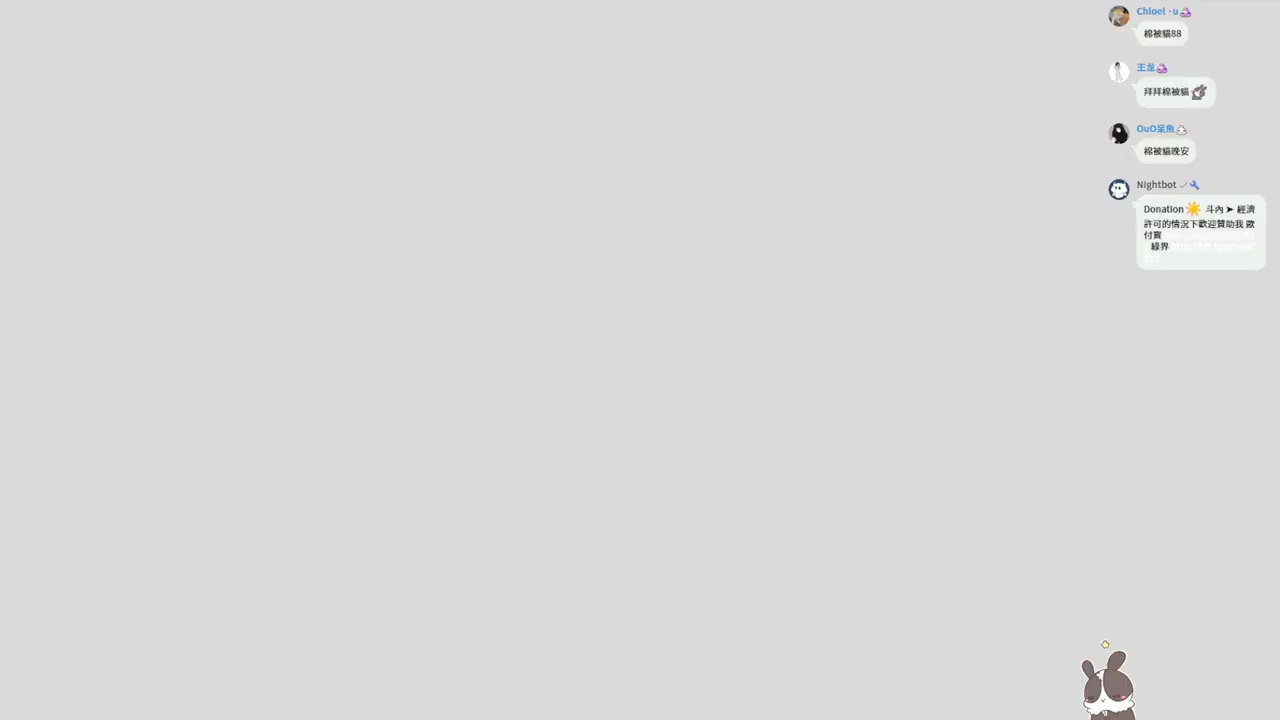 Chloel ·u
棉被貓88
王龙
拜拜棉被貓
OuO呆魚
棉被貓晚安
Nightbot
Donation 斗內 ➤ 經濟
許可的情況下歡迎贊助我 歐
付寶
綠界